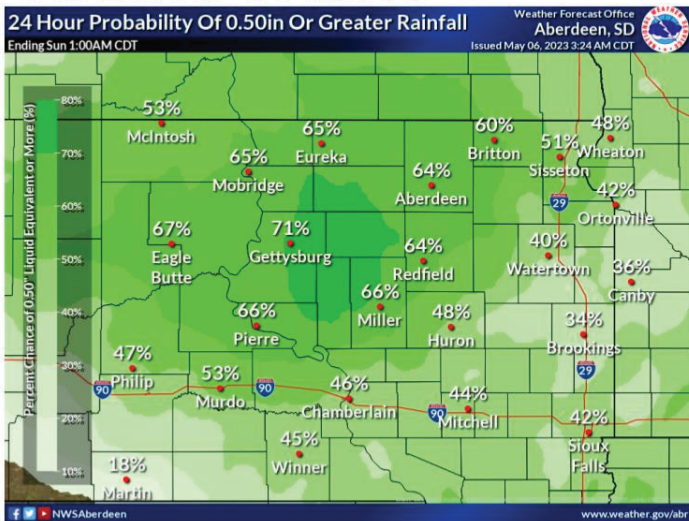 24 Hour Probability Of 0.50in Or Greater Rainfall
Ending Sun 1:00AM CDT
Weather Forecast Office
Aberdeen, SD
Issued May 06, 2023 3:24 AM CDT
Percent Chance of 0.50" Liquid Equivalent or More (%)
80%
70%
60%
50%
40%
30%
20%
10%
53%
McIntosh
65%
Eureka
60%
Britton
51%
Sisseton
48%
Wheaton
65%
Mobridge
64%
Aberdeen
42%
Ortonville
29
67%
Eagle
Butte
71%
Gettysburg
64%
Redfield
40%
Watertown
36%
Canby
66%
Pierre
66%
Miller
48%
Huron
34%
Brookings
29
47%
Philip
90
53%
Murdo
90
46%
Chamberlain
90
44%
Mitchell
42%
Sioux
Falls
45%
Winner
18%
Martin
NWSAberdeen
www.weather.gov/abr